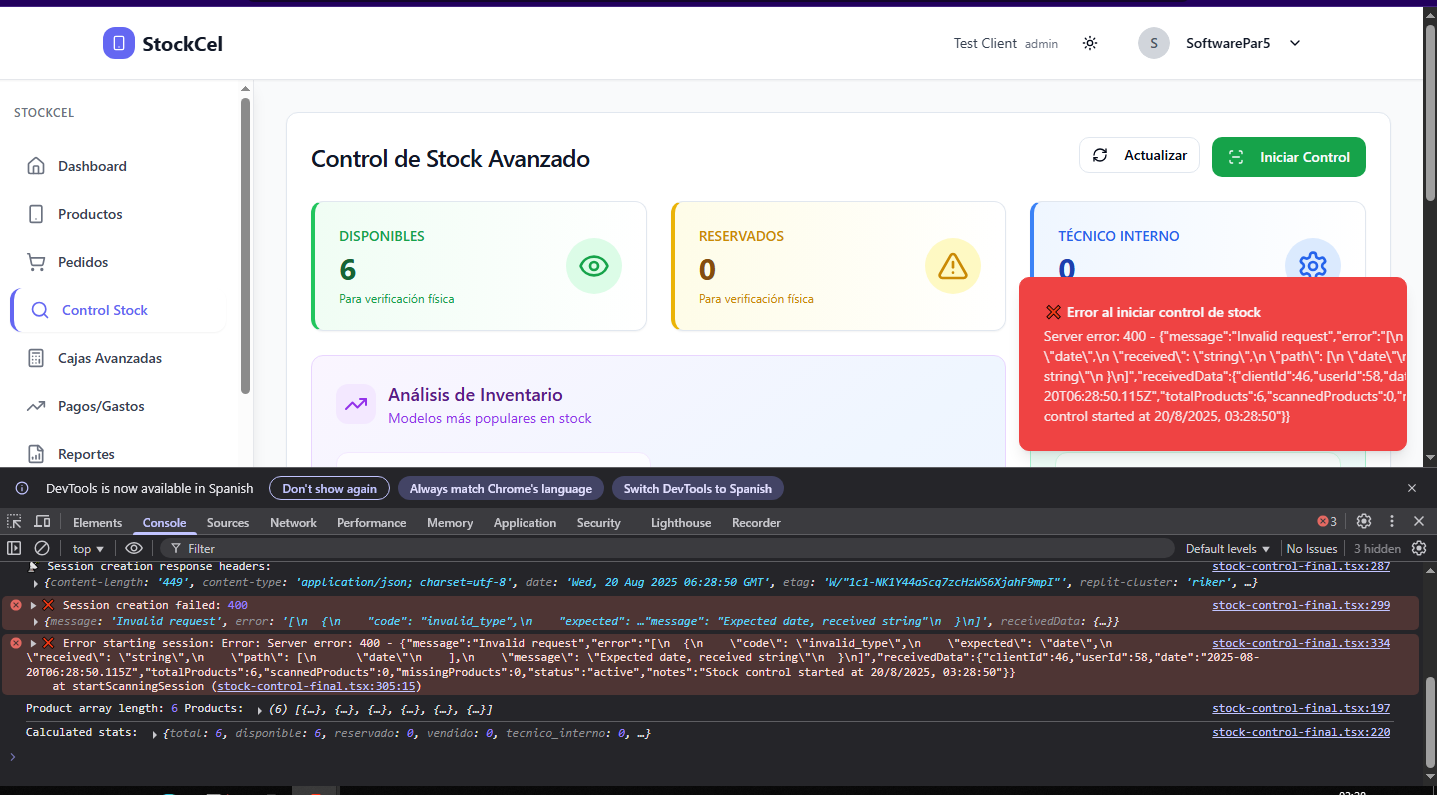 StockCel
Test Client admin
S
SoftwarePar5
STOCKCEL
Dashboard
Productos
Pedidos
Control Stock
Cajas Avanzadas
Pagos/Gastos
Reportes
Control de Stock Avanzado
Actualizar
Iniciar Control
DISPONIBLES
6
Para verificación física
RESERVADOS
0
Para verificación física
TÉCNICO INTERNO
0
Análisis de Inventario
Modelos más populares en stock
❌ Error al iniciar control de stock
Server error: 400 - {"message":"Invalid request","error":"[\n
\"date\",\n \"received\": \"string\",\n \"path\": [\n \"date\"\n
string\"\n }\n]","receivedData":{"clientId":46,"userId":58,"dat
20T06:28:50.115Z","totalProducts":6,"scannedProducts":0,"
control started at 20/8/2025, 03:28:50"}}
DevTools is now available in Spanish
Don't show again
Always match Chrome's language
Switch DevTools to Spanish
Elements
Console
Sources
Network
Performance
Memory
Application
Security
Lighthouse
Recorder
3
top
Filter
Default levels
No Issues
3 hidden
Session creation response headers:
stock-control-final.tsx:287
{content-length: '449', content-type: 'application/json; charset=utf-8', date: 'Wed, 20 Aug 2025 06:28:50 GMT', etag: 'W/"1c1-NK1Y44aScq7zcHzWS6XjahF9mpI"', replit-cluster: 'riker', …}
❌ Session creation failed: 400
stock-control-final.tsx:299
{message: 'Invalid request', error: '[\n  {\n    "code": "invalid_type",\n    "expected": …"message": "Expected date, received string"\n  }\n]', receivedData: {…}}
❌ Error starting session: Error: Server error: 400 - {"message":"Invalid request","error":"[\n  {\n    \"code\": \"invalid_type\",\n    \"expected\": \"date\",\n
stock-control-final.tsx:334
\"received\": \"string\",\n    \"path\": [\n      \"date\"\n    ],\n    \"message\": \"Expected date, received string\"\n  }\n]","receivedData":{"clientId":46,"userId":58,"date":"2025-08-
20T06:28:50.115Z","totalProducts":6,"scannedProducts":0,"missingProducts":0,"status":"active","notes":"Stock control started at 20/8/2025, 03:28:50"}}
at startScanningSession (stock-control-final.tsx:305:15)
Product array length: 6 Products: (6) [{…}, {…}, {…}, {…}, {…}, {…}]
stock-control-final.tsx:197
Calculated stats: {total: 6, disponible: 6, reservado: 0, vendido: 0, tecnico_interno: 0, …}
stock-control-final.tsx:220